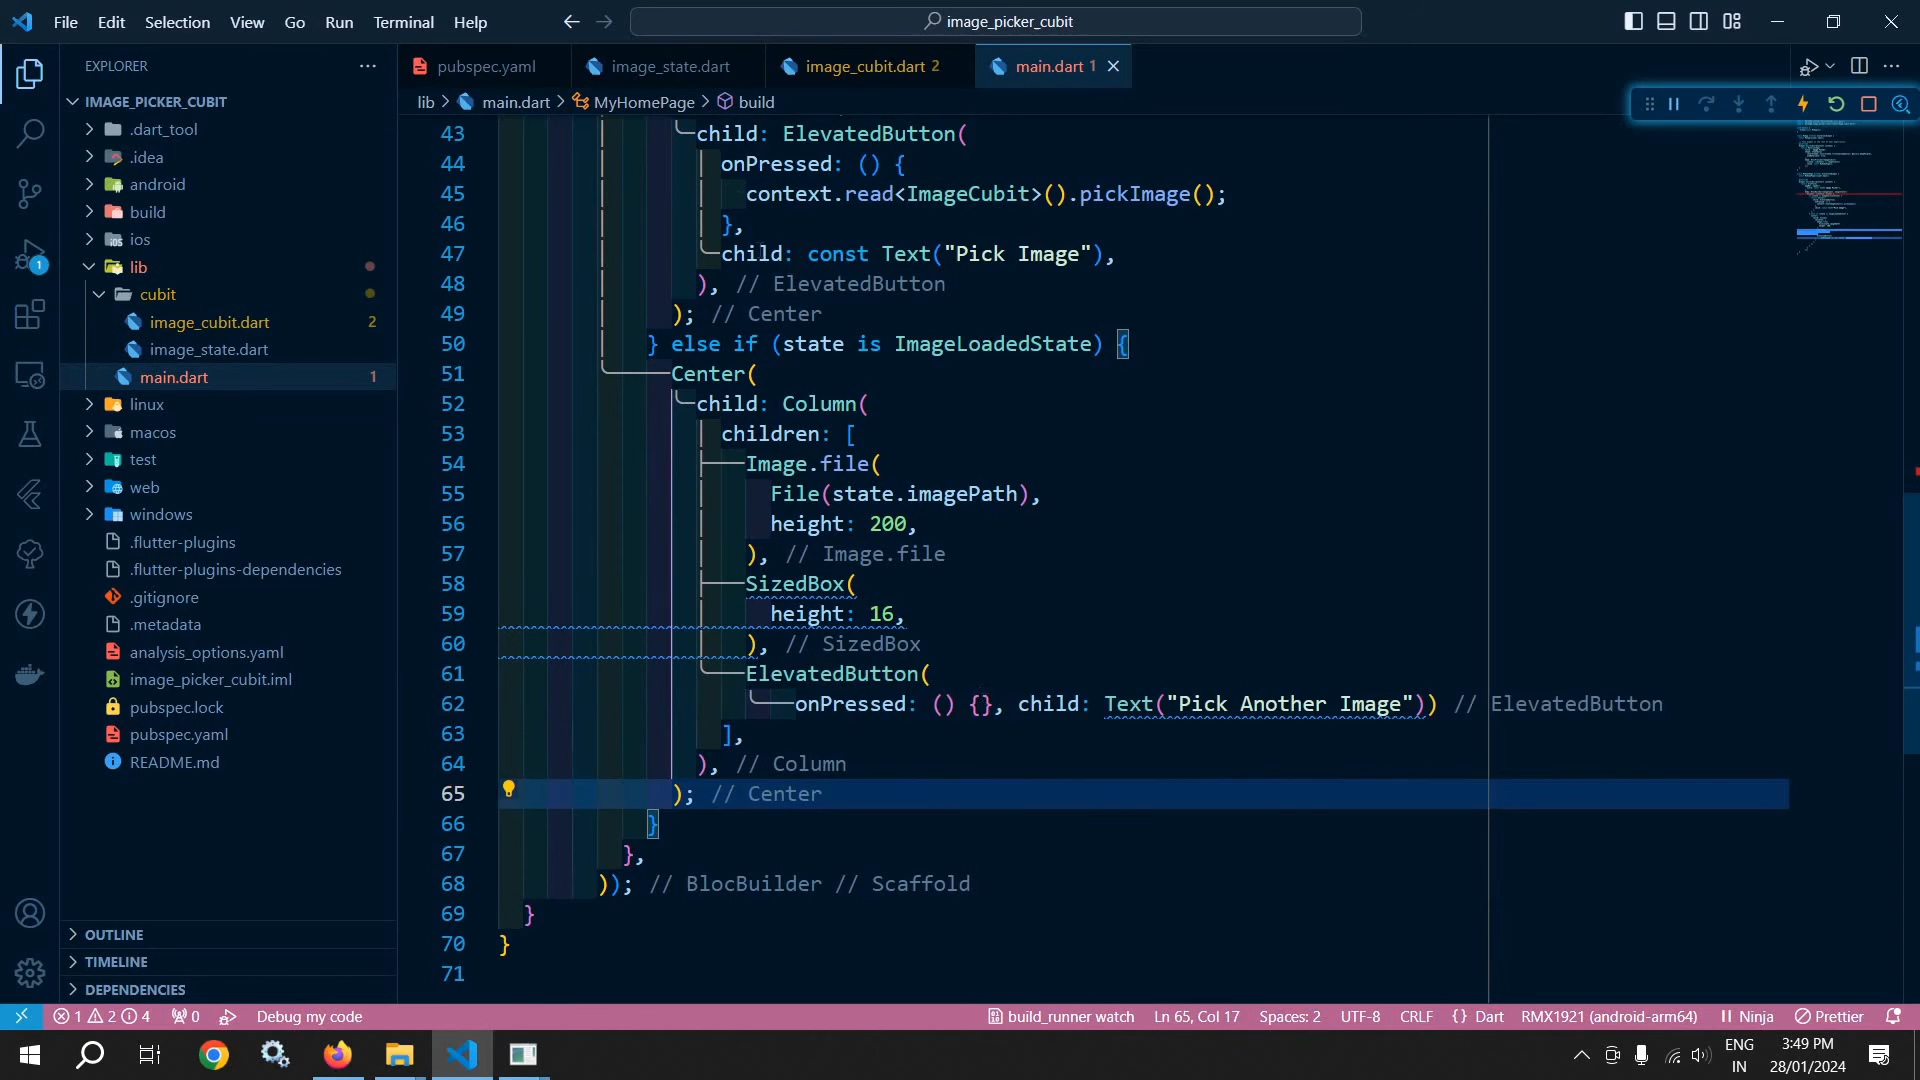 File Edit Selection View Go Run Terminal Help
image_picker_cubit
EXPLORER
pubspec.yaml
image_state.dart
image_cubit.dart 2
main.dart 1
lib > main.dart > MyHomePage > build
IMAGE_PICKER_CUBIT
.dart_tool
.idea
android
build
ios
lib
cubit
image_cubit.dart 2
image_state.dart
main.dart 1
linux
macos
test
web
windows
.flutter-plugins
.flutter-plugins-dependencies
.gitignore
.metadata
analysis_options.yaml
image_picker_cubit.iml
pubspec.lock
pubspec.yaml
README.md
OUTLINE
TIMELINE
DEPENDENCIES
1
43 child: ElevatedButton(
44 onPressed: () {
45 context.read<ImageCubit>().pickImage();
46 },
47 child: const Text("Pick Image"),
48 ), // ElevatedButton
49 ); // Center
50 } else if (state is ImageLoadedState) {
51 Center(
52 child: Column(
53 children: [
54 Image.file(
55 File(state.imagePath),
56 height: 200,
57 ), // Image.file
58 SizedBox(
59 height: 16,
60 ), // SizedBox
61 ElevatedButton(
62 onPressed: () {}, child: Text("Pick Another Image")) // ElevatedButton
63 ],
64 ), // Column
65 ); // Center
66 }
67 },
68 )); // BlocBuilder // Scaffold
69 }
70 }
71
1 2 4 0 Debug my code
build_runner watch Ln 65, Col 17 Spaces: 2 UTF-8 CRLF {} Dart RMX1921 (android-arm64) Ninja Prettier
ENG
IN
3:49 PM
28/01/2024